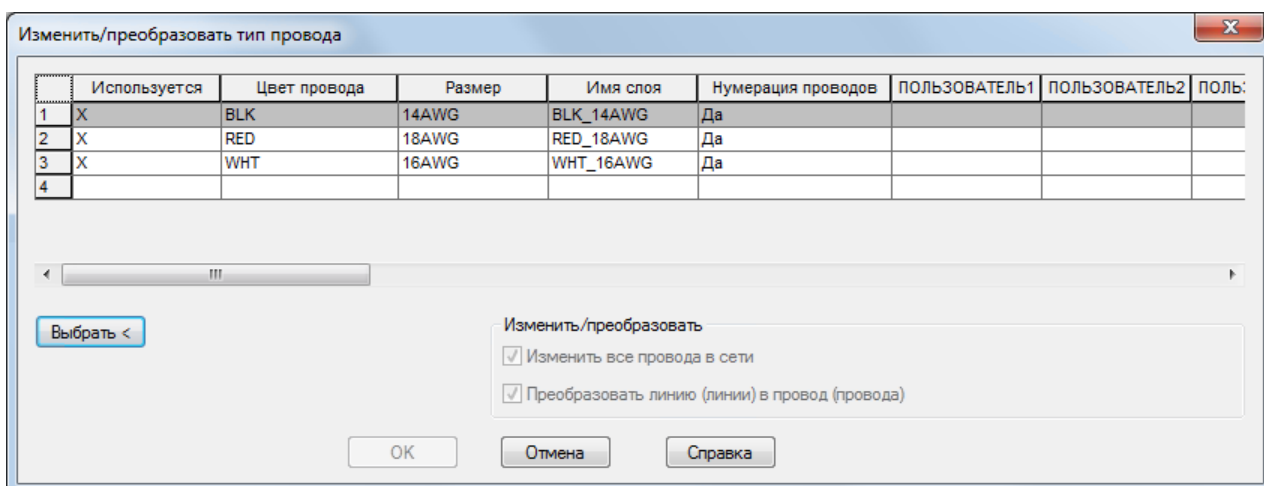 Изменить/преобразовать тип провода
Используется Цвет провода Размер Имя слоя Нумерация проводов ПОЛЬЗОВАТЕЛЬ1 ПОЛЬЗОВАТЕЛЬ2 ПОЛЬЗ
1 X BLK 14AWG BLK_14AWG Да
2 X RED 18AWG RED_18AWG Да
3 X WHT 16AWG WHT_16AWG Да
4
Выбрать <
Изменить/преобразовать
Изменить все провода в сети
Преобразовать линию (линии) в провод (провода)
OK Отмена Справка